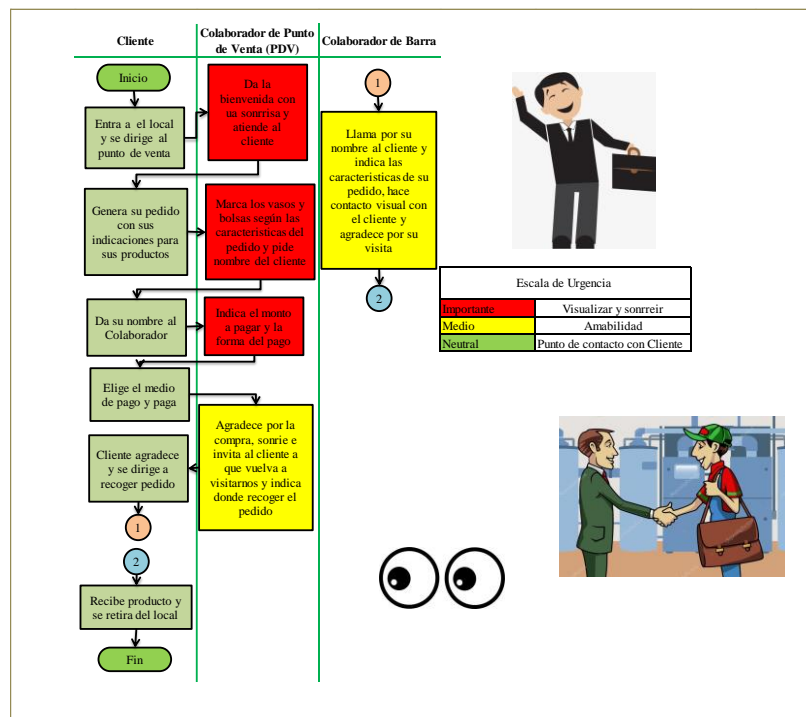 Cliente
Colaborador de Punto
de Venta (PDV)
Colaborador de Barra
Inicio
Entra a el local
y se dirige al
punto de venta
Da la
bienvenida con
un sonrrisa y
atiende al
cliente
Genera su pedido
con sus
indicaciones para
sus productos
Marca los vasos y
bolsas según las
características del
pedido y pide
nombre del cliente
Da su nombre al
Colaborador
Indica el monto
a pagar y la
forma del pago
Elige el medio
de pago y paga
Agradece por la
compra, sonrie e
invita al cliente a
que vuelva a
visitarnos y indica
donde recoger el
pedido
Cliente agradece
y se dirige a
recoger pedido
1
2
Recibe producto y
se retira del local
Fin
1
Llama por su
nombre al cliente y
indica las
caracteristicas de su
pedido, hace
contacto visual con
el cliente y
agradece por su
visita
2
Escala de Urgencia
Importante Visualizar y sonrreir
Medio Amabilidad
Neutral Punto de contacto con Cliente